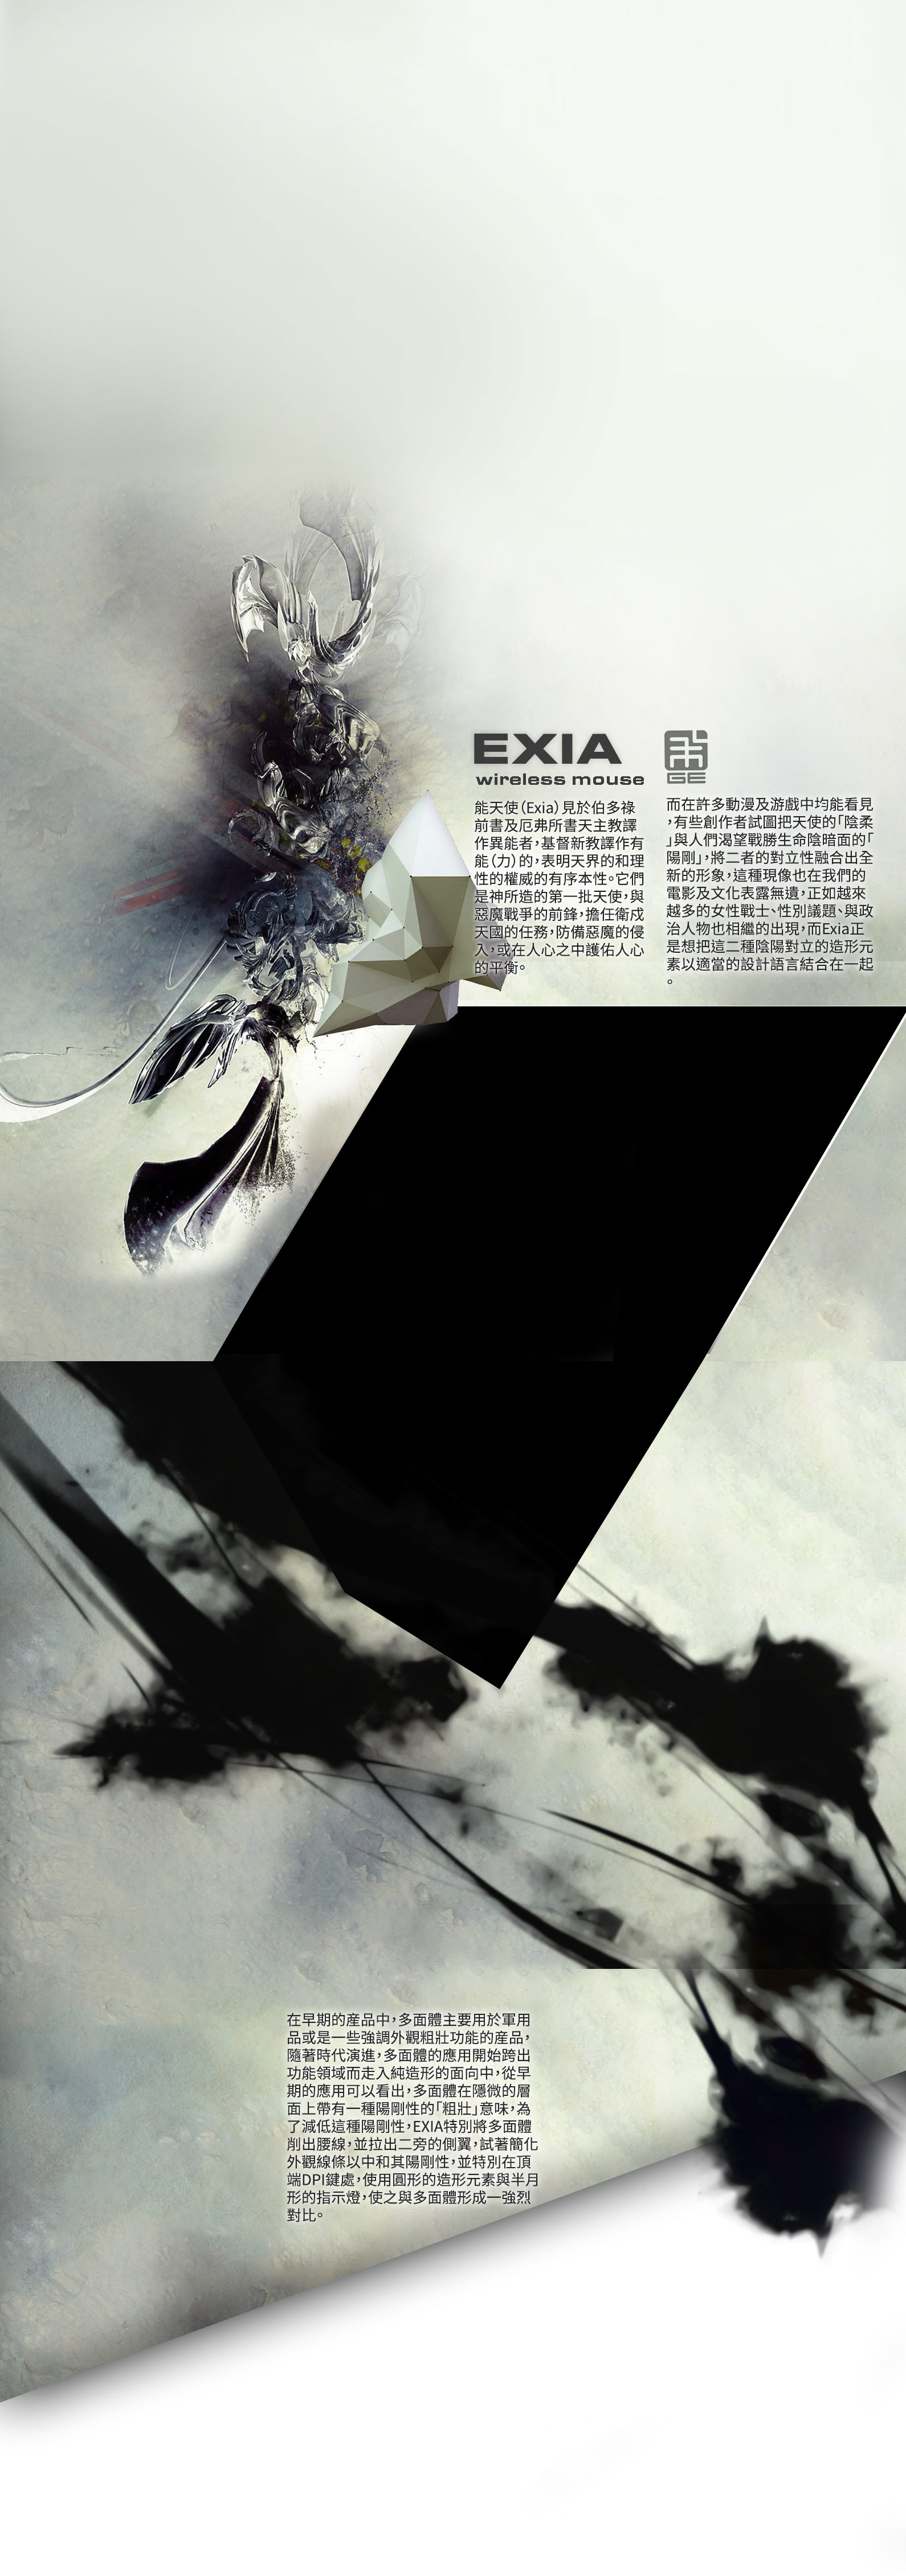 EXIA
wireless mouse
能天使(Exia)見於伯多祿
前書及厄弗所書天主教譯
作異能者,基督新教譯作有
能(力)的,表明天界的和理
性的權威的有序本性。它們
是神所造的第一批天使,與
惡魔戰爭的前鋒,擔任衛戍
天國的任務,防備惡魔的侵
入,或在人心之中護佑人心
的平衡。
GE
而在許多動漫及游戲中均能看見
,有些創作者試圖把天使的「陰柔
」與人們渴望戰勝生命陰暗面的「
陽剛」,將二者的對立性融合出全
新的形象,這種現像也在我們的
電影及文化表露無遺,正如越來
越多的女性戰士、性別議題、與政
治人物也相繼的出現,而Exia正
是想把這二種陰陽對立的造形元
素以適當的設計語言結合在一起
。
在早期的産品中,多面體主要用於軍用
品或是一些強調外觀粗壯功能的産品,
隨著時代演進,多面體的應用開始跨出
功能領域而走入純造形的面向中,從早
期的應用可以看出,多面體在隱微的層
面上帶有一種陽剛性的「粗壯」意味,為
了減低這種陽剛性,EXIA特別將多面體
削出腰線,並拉出二旁的側翼,試著簡化
外觀線條以中和其陽剛性,並特別在頂
端DPI鍵處,使用圓形的造形元素與半月
形的指示燈,使之與多面體形成一強烈
對比。